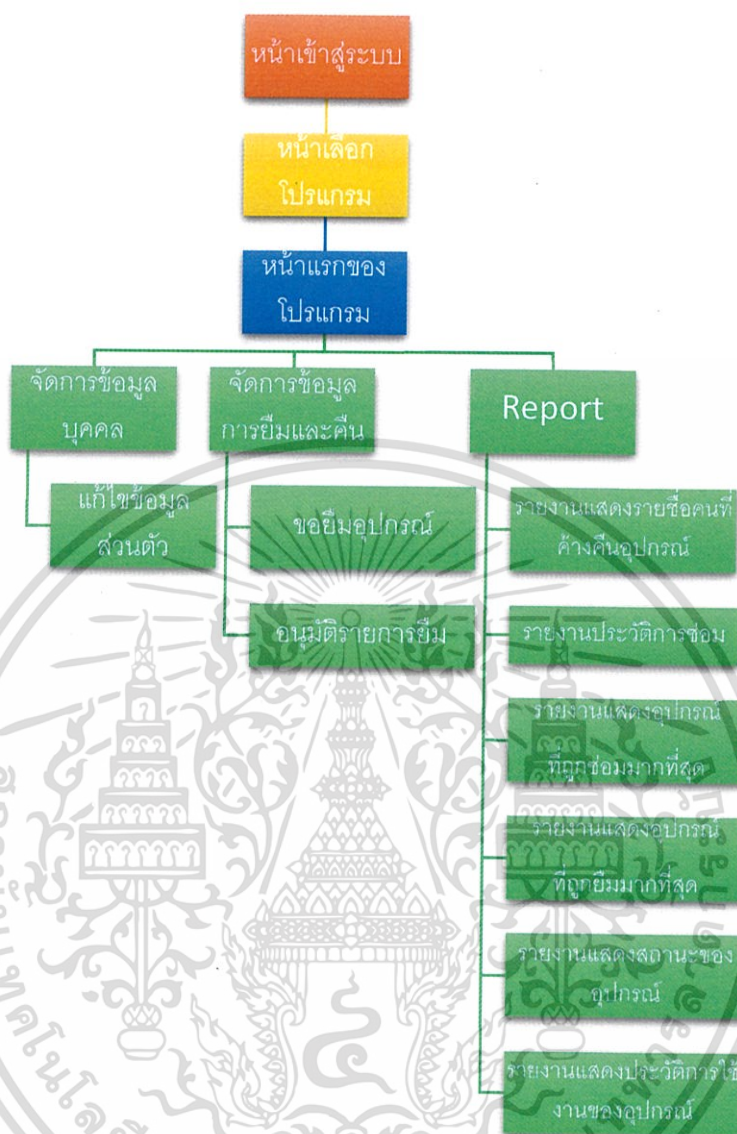 หน้าเข้าสู่ระบบ
หน้าเลือก
โปรแกรม
หน้าแรกของ
โปรแกรม
จัดการข้อมูล
บุคคล
แก้ไขข้อมูล
ส่วนตัว
จัดการข้อมูล
การยืมและคืน
ขอยืมอุปกรณ์
อนุมัติรายการยืม
Report
รายงานแสดงรายชื่อคนที่
ค้างคืนอุปกรณ์
รายงานประวัติการซ่อม
รายงานแสดงอุปกรณ์
ที่ถูกซ่อมมากที่สุด
รายงานแสดงอุปกรณ์
ที่ถูกยืมมากที่สุด
รายงานแสดงสถานะของ
อุปกรณ์
รายงานแสดงประวัติการใช้
งานของอุปกรณ์